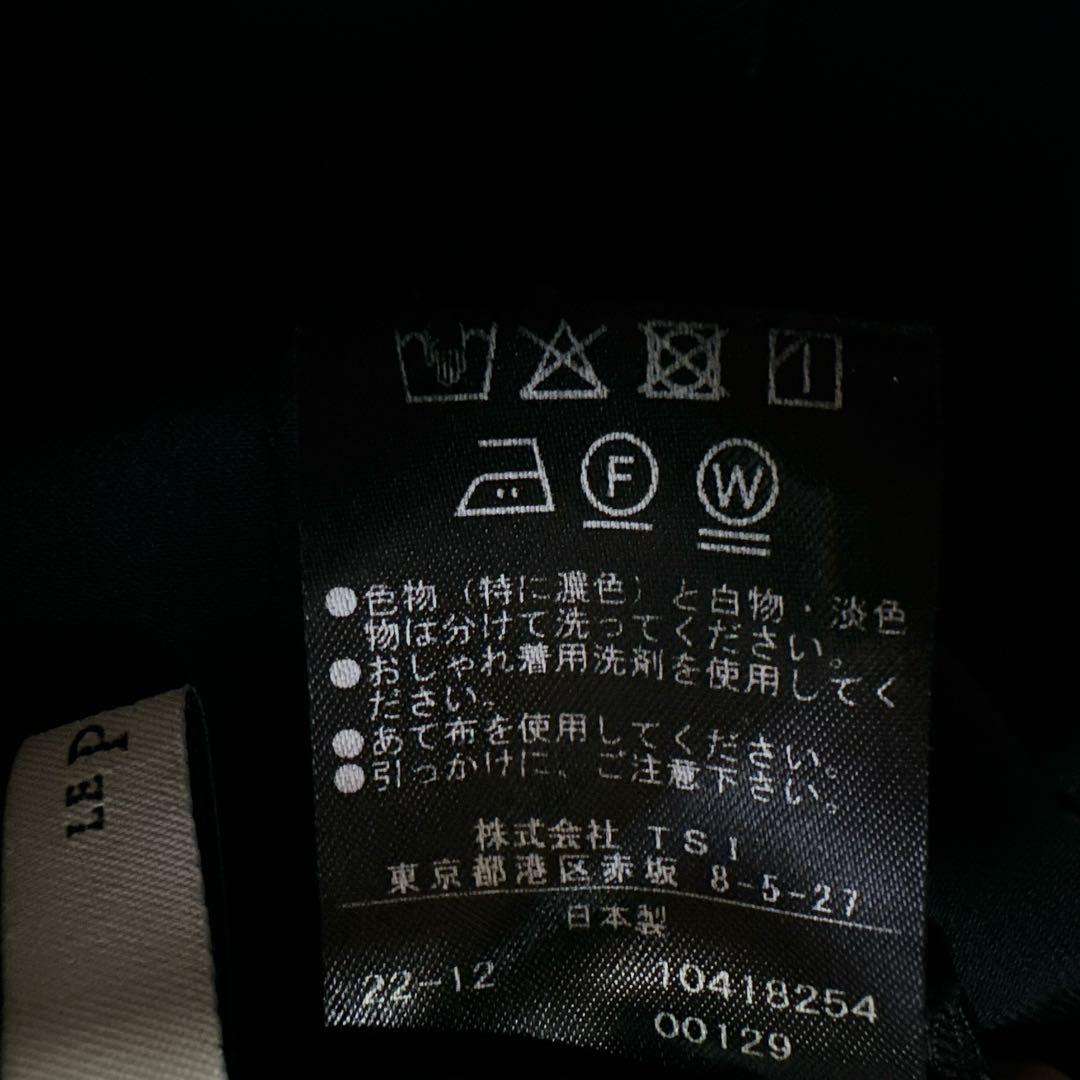 F W
●色物(特に濃色)と白物・淡色
物は分けて洗ってください。
●おしゃれ着用洗剤を使用してく
ださい。
●あて布を使用してください。
●引っかけに、ご注意下さい。
株式会社 TSI
東京都港区赤坂 8-5-27
日本製
22-12 10418254
00129
LE P